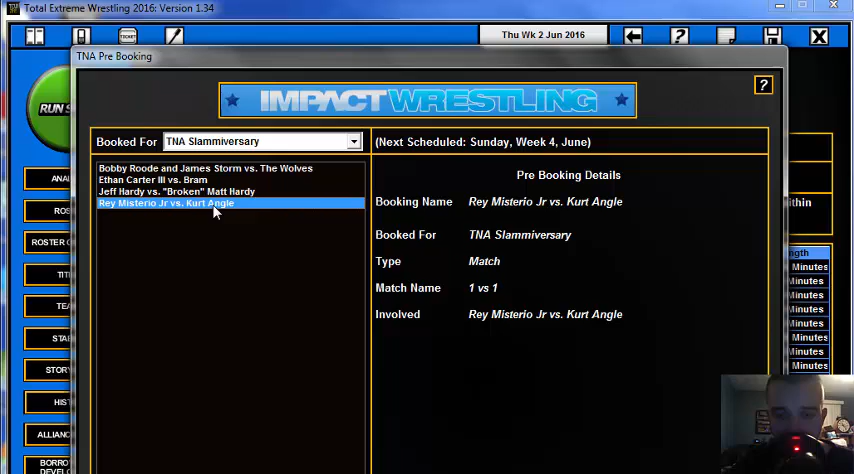 Total Extreme Wrestling 2016: Version 1.34
TICKET
Thu Wk 2 Jun 2016
?
TNA Pre Booking
RUN S
IMPACT WRESTLING
?
Booked For
TNA Slammiversary
(Next Scheduled: Sunday, Week 4, June)
Bobby Roode and James Storm vs. The Wolves
Ethan Carter III vs. Bram
Jeff Hardy vs. "Broken" Matt Hardy
Rey Misterio Jr vs. Kurt Angle
Pre Booking Details
Booking Name
Rey Misterio Jr vs. Kurt Angle
Booked For
TNA Slammiversary
Type
Match
Match Name
1 vs 1
Involved
Rey Misterio Jr vs. Kurt Angle
ANA
ROS
ROSTER C
TIT
TEA
STA
STORY
HIS
ALLIANC
BORRO
DEVELO
ithin
ngth
Minutes
Minutes
Minutes
Minutes
Minutes
Minutes
Minutes
Minutes